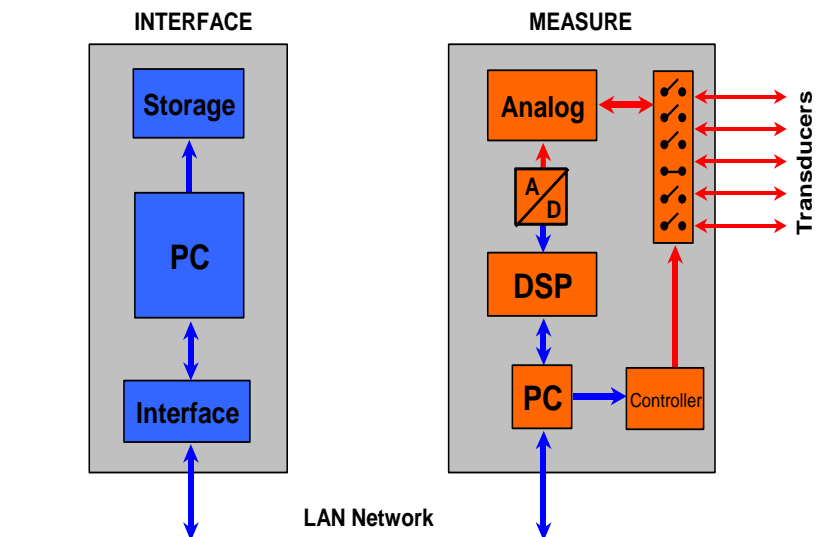 INTERFACE
Storage
PC
Interface
MEASURE
Analog
A
D
DSP
PC
Controller
Transducers
LAN Network